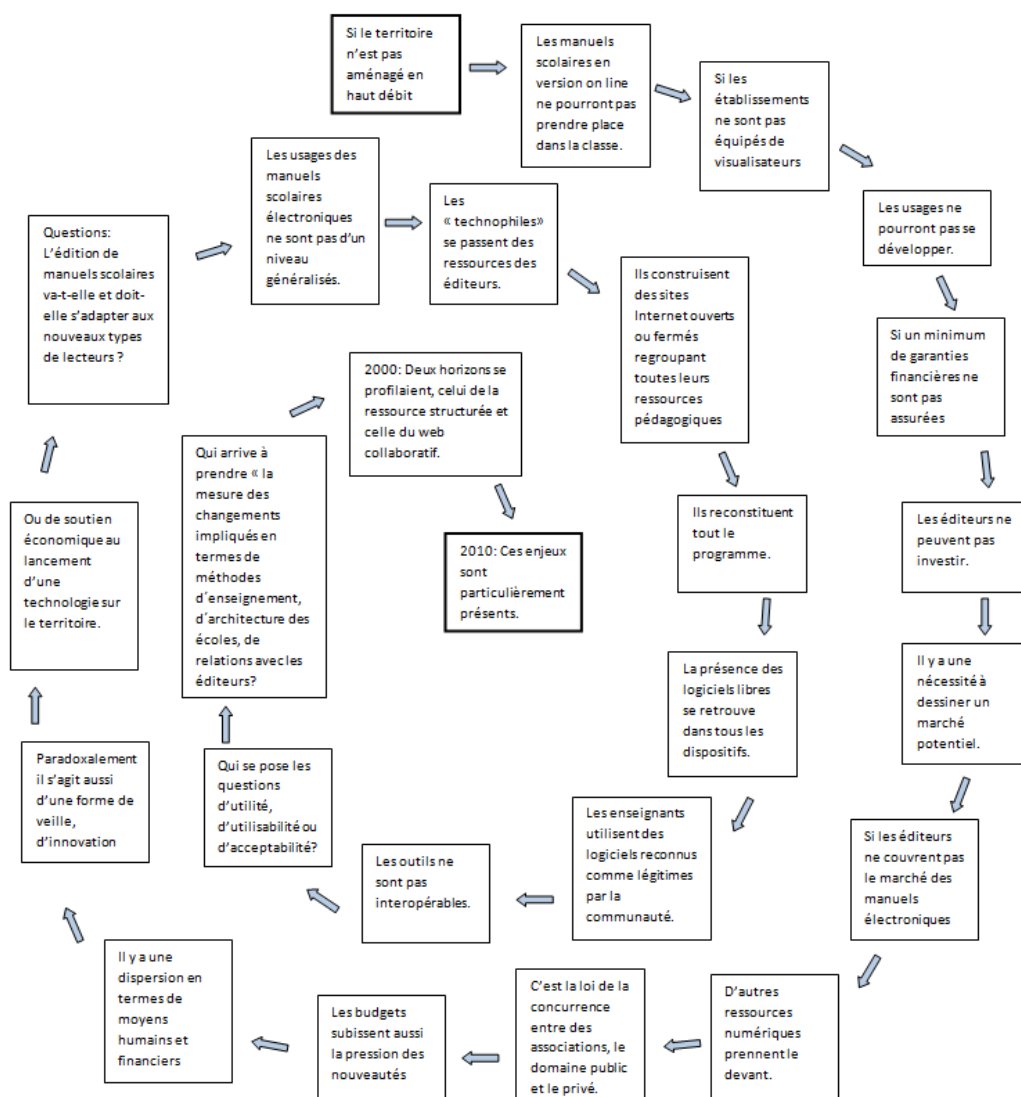 Si le territoire
n’est pas
aménagé en
haut débit
Les manuels
scolaires en
version on line
ne pourront pas
prendre place
dans la classe.
Si les
établissements
ne sont pas
équipés de
visualisateurs
Les usages ne
pourront pas se
développer.
Si un minimum
de garanties
financières ne
sont pas
assurées
Les éditeurs ne
peuvent pas
investir.
Il y a une
nécessité à
dessiner un
marché
potentiel.
Si les éditeurs
ne couvrent pas
le marché des
manuels
électroniques
D’autres
ressources
numériques
prennent le
devant.
C’est la loi de la
concurrence
entre des
associations, le
domaine public
et le privé.
Les budgets
subissent aussi
la pression des
nouveautés
Il y a une
dispersion en
termes de
moyens
humains et
financiers
Paradoxalement
il s’agit aussi
d’une forme de
veille,
d’innovation
Ou de soutien
économique au
lancement
d’une
technologie sur
le territoire.
Questions:
L’édition de
manuels scolaires
va-t-elle et doit-
elle s’adapter aux
nouveaux types
de lecteurs ?
Les usages des
manuels
scolaires
électroniques
ne sont pas d’un
niveau
généralisés.
Les
« technophiles»
se passent des
ressources des
éditeurs.
Ils construisent
des sites
Internet ouverts
ou fermés
regroupant
toutes leurs
ressources
pédagogiques
Ils reconstituent
tout le
programme.
La présence des
logiciels libres
se retrouve
dans tous les
dispositifs.
Les enseignants
utilisent des
logiciels reconnus
comme légitimes
par la
communauté.
Les outils ne
sont pas
interopérables.
Qui se pose les
questions
d’utilité,
d’utilisabilité ou
d’acceptabilité?
Qui arrive à
prendre « la
mesure des
changements
impliqués en
termes de
méthodes
d´enseignement,
d´architecture des
écoles, de
relations avec les
éditeurs?
2000: Deux horizons se
profilaient, celui de la
ressource structurée et
celle du web
collaboratif.
2010: Ces enjeux
sont
particulièrement
présents.